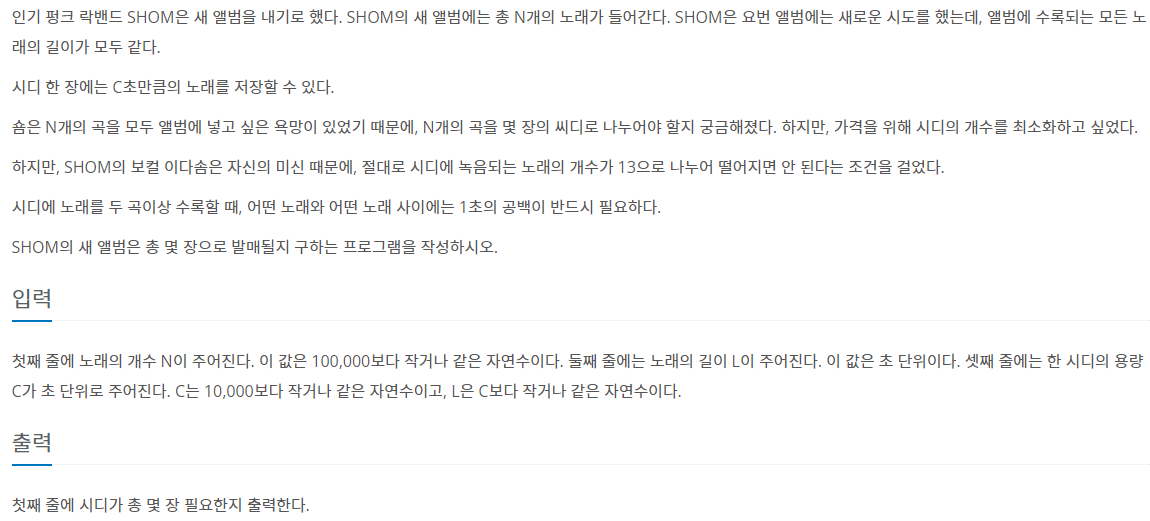 인기 펑크 락밴드 SHOM은 새 앨범을 내기로 했다. SHOM의 새 앨범에는 총 N개의 노래가 들어간다. SHOM은 요번 앨범에는 새로운 시도를 했는데, 앨범에 수록되는 모든 노
래의 길이가 모두 같다.
시디 한 장에는 C초만큼의 노래를 저장할 수 있다.
숌은 N개의 곡을 모두 앨범에 넣고 싶은 욕망이 있었기 때문에, N개의 곡을 몇 장의 씨디로 나누어야 할지 궁금해졌다. 하지만, 가격을 위해 시디의 개수를 최소화하고 싶었다.
하지만, SHOM의 보컬 이다솜은 자신의 미신 때문에, 절대로 시디에 녹음되는 노래의 개수가 13으로 나누어 떨어지면 안 된다는 조건을 걸었다.
시디에 노래를 두 곡이상 수록할 때, 어떤 노래와 어떤 노래 사이에는 1초의 공백이 반드시 필요하다.
SHOM의 새 앨범은 총 몇 장으로 발매될지 구하는 프로그램을 작성하시오.
입력
첫째 줄에 노래의 개수 N이 주어진다. 이 값은 100,000보다 작거나 같은 자연수이다. 둘째 줄에는 노래의 길이 L이 주어진다. 이 값은 초 단위이다. 셋째 줄에는 한 시디의 용량
C가 초 단위로 주어진다. C는 10,000보다 작거나 같은 자연수이고, L은 C보다 작거나 같은 자연수이다.
출력
첫째 줄에 시디가 총 몇 장 필요한지 출력한다.